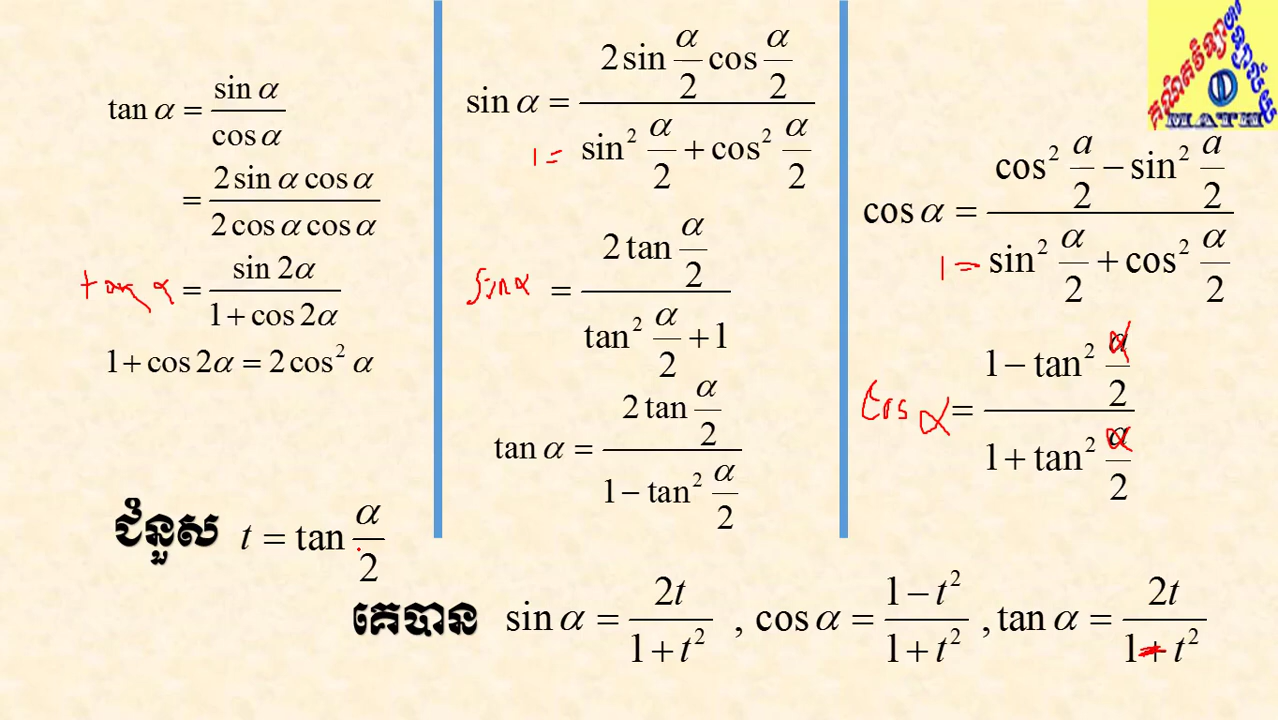 tan α = sin α / cos α
= 2 sin α cos α / 2 cos α cos α
tan α = sin 2α / 1 + cos 2α
1 + cos 2α = 2 cos² α
sin α = 2 sin α/2 cos α/2 / sin² α/2 + cos² α/2
1 =
sin α = 2 tan α/2 / tan² α/2 + 1
tan α = 2 tan α/2 / 1 − tan² α/2
MATH
cos α = cos² a/2 − sin² a/2 / sin² α/2 + cos² α/2
1 =
cos α = 1 − tan² α/2 / 1 + tan² α/2
ជំនួស t = tan α/2
គេបាន sin α = 2t / 1 + t² , cos α = 1 − t² / 1 + t² , tan α = 2t / 1 − t²